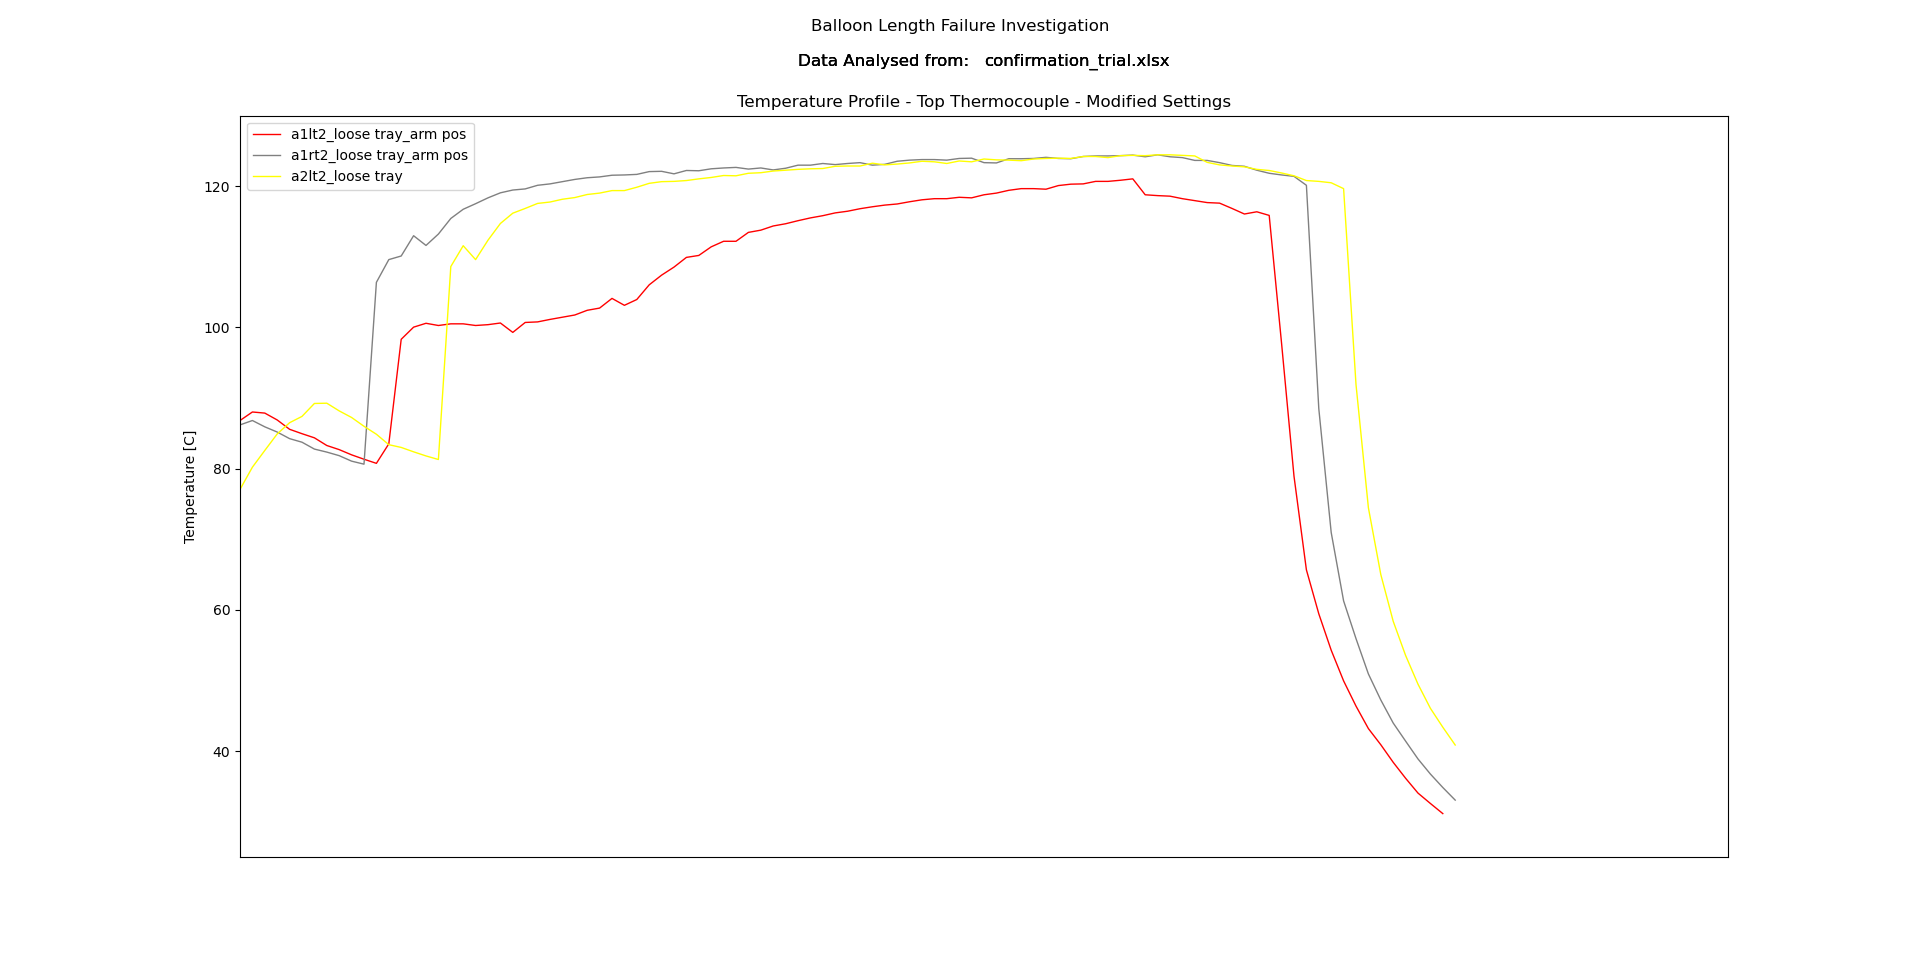 Balloon Length Failure Investigation
Data Analysed from:   confirmation_trial.xlsx
Temperature Profile - Top Thermocouple - Modified Settings
a1lt2_loose tray_arm pos
a1rt2_loose tray_arm pos
a2lt2_loose tray
120
100
80
60
40
Temperature [C]